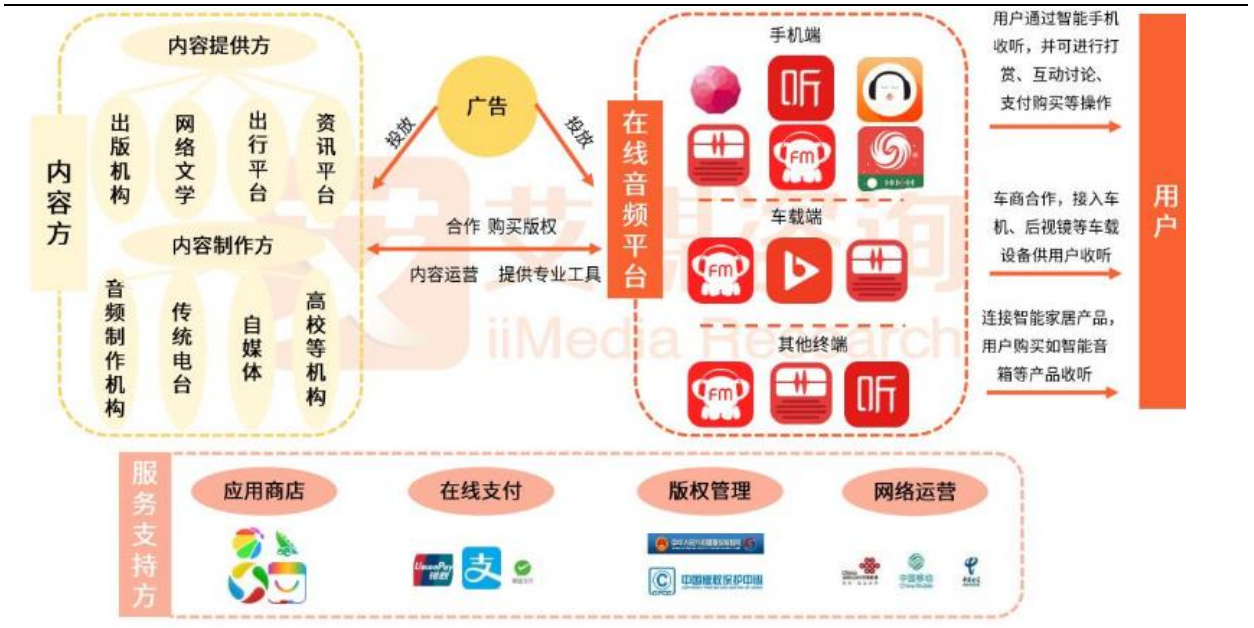 内容提供方
出版机构
网络文学
出行平台
资讯平台
内容方
内容制作方
音频制作机构
传统电台
自媒体
高校等机构
广告
投放
投放
合作 购买版权
内容运营 提供专业工具
在线音频平台
手机端
听
FM
车载端
FM
其他终端
FM
听
用户通过智能手机
收听，并可进行打
赏、互动讨论、
支付购买等操作
车商合作，接入车
机、后视镜等车载
设备供用户收听
连接智能家居产品，
用户购买如智能音
箱等产品收听
用户
艾媒咨询
iiMedia Research
服务支持方
应用商店
在线支付
UnionPay
银联
支
版权管理
中国版权保护中心
网络运营
中国移动
China Mobile